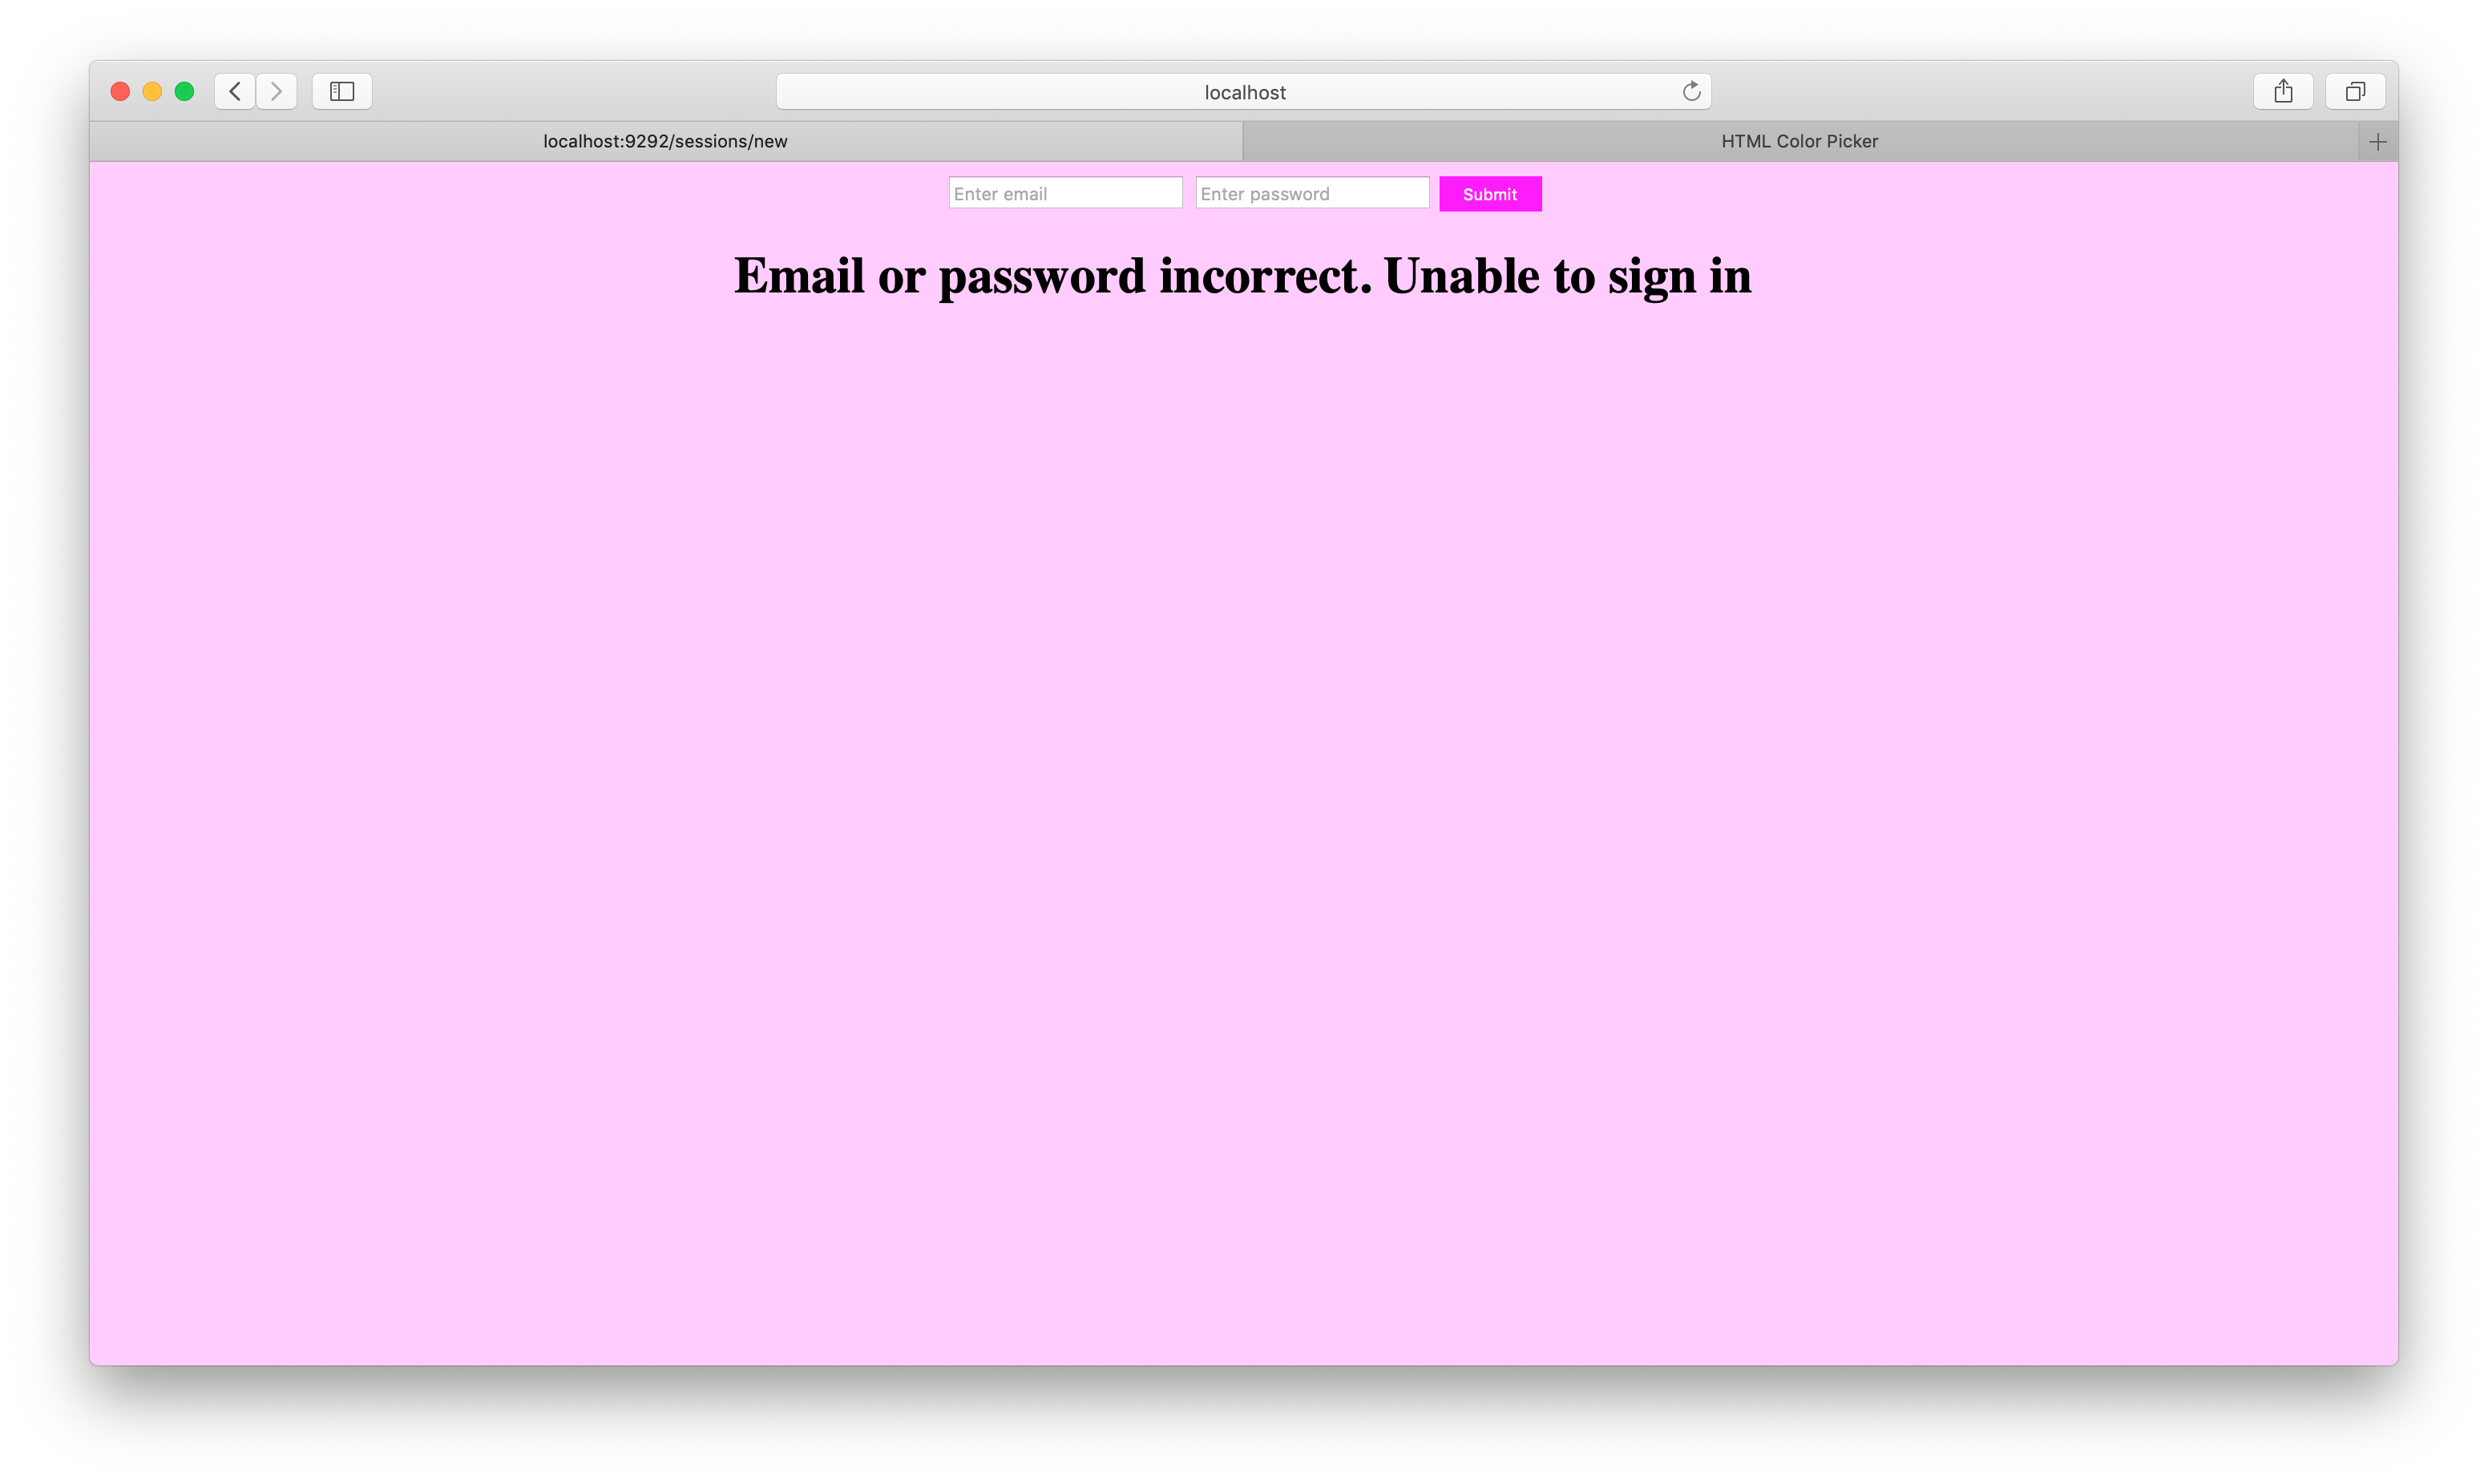 localhost
localhost:9292/sessions/new
HTML Color Picker
Enter email
Enter password
Submit
Email or password incorrect. Unable to sign in